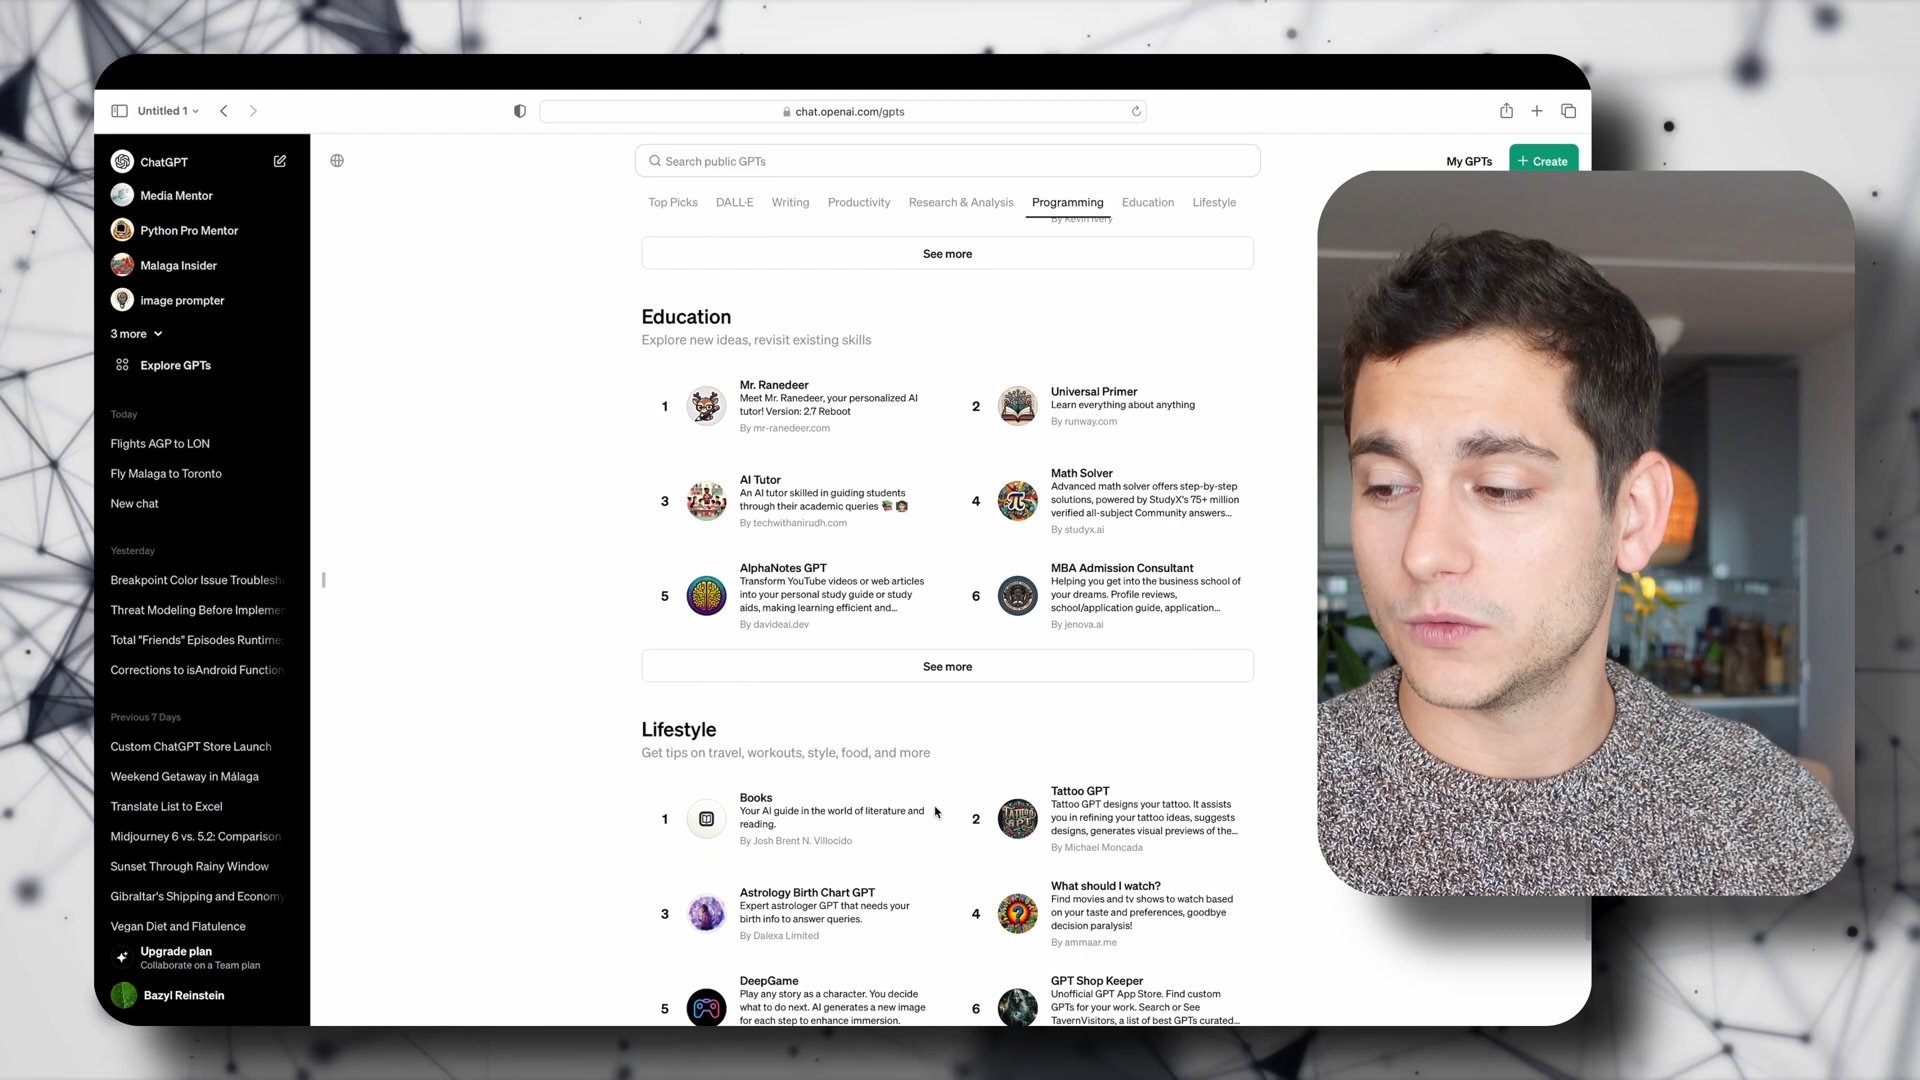 Untitled 1
chat.openai.com/gpts
ChatGPT
Media Mentor
Python Pro Mentor
Malaga Insider
image prompter
3 more
Explore GPTs
Today
Flights AGP to LON
Fly Malaga to Toronto
New chat
Yesterday
Breakpoint Color Issue Troublesh
Threat Modeling Before Implemen
Total "Friends" Episodes Runtime:
Corrections to isAndroid Function
Previous 7 Days
Custom ChatGPT Store Launch
Weekend Getaway in Málaga
Translate List to Excel
Midjourney 6 vs. 5.2: Comparison
Sunset Through Rainy Window
Gibraltar's Shipping and Economy
Vegan Diet and Flatulence
Upgrade plan
Collaborate on a Team plan
Bazyl Reinstein
Search public GPTs
My GPTs
+ Create
Top Picks
DALL·E
Writing
Productivity
Research & Analysis
Programming
Education
Lifestyle
By Kevin Ivery
See more
Education
Explore new ideas, revisit existing skills
1
Mr. Ranedeer
Meet Mr. Ranedeer, your personalized AI
tutor! Version: 2.7 Reboot
By mr-ranedeer.com
2
Universal Primer
Learn everything about anything
By runway.com
3
AI Tutor
An AI tutor skilled in guiding students
through their academic queries 📚👩‍🏫
By techwithanirudh.com
4
Math Solver
Advanced math solver offers step-by-step
solutions, powered by StudyX's 75+ million
verified all-subject Community answers...
By studyx.ai
5
AlphaNotes GPT
Transform YouTube videos or web articles
into your personal study guide or study
aids, making learning efficient and...
By davideai.dev
6
MBA Admission Consultant
Helping you get into the business school of
your dreams. Profile reviews,
school/application guide, application...
By jenova.ai
See more
Lifestyle
Get tips on travel, workouts, style, food, and more
1
Books
Your AI guide in the world of literature and
reading.
By Josh Brent N. Villocido
2
TATTOO
GPT
Tattoo GPT
Tattoo GPT designs your tattoo. It assists
you in refining your tattoo ideas, suggests
designs, generates visual previews of the...
By Michael Moncada
3
Astrology Birth Chart GPT
Expert astrologer GPT that needs your
birth info to answer queries.
By Dalexa Limited
4
What should I watch?
Find movies and tv shows to watch based
on your taste and preferences, goodbye
decision paralysis!
By ammaar.me
5
DeepGame
Play any story as a character. You decide
what to do next. AI generates a new image
for each step to enhance immersion.
6
GPT Shop Keeper
Unofficial GPT App Store. Find custom
GPTs for your work. Search or See
TavernVisitors, a list of best GPTs curated...